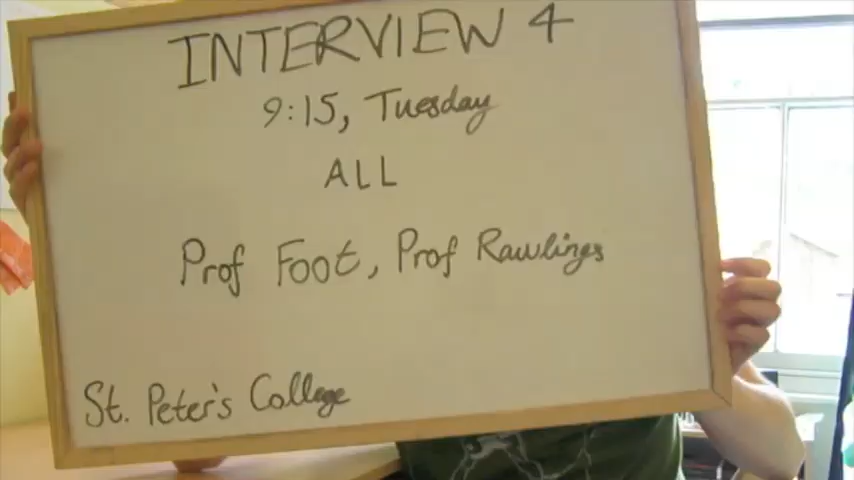 INTERVIEW 4
9:15, Tuesday
ALL
Prof Foot, Prof Rawlings
St. Peter's College